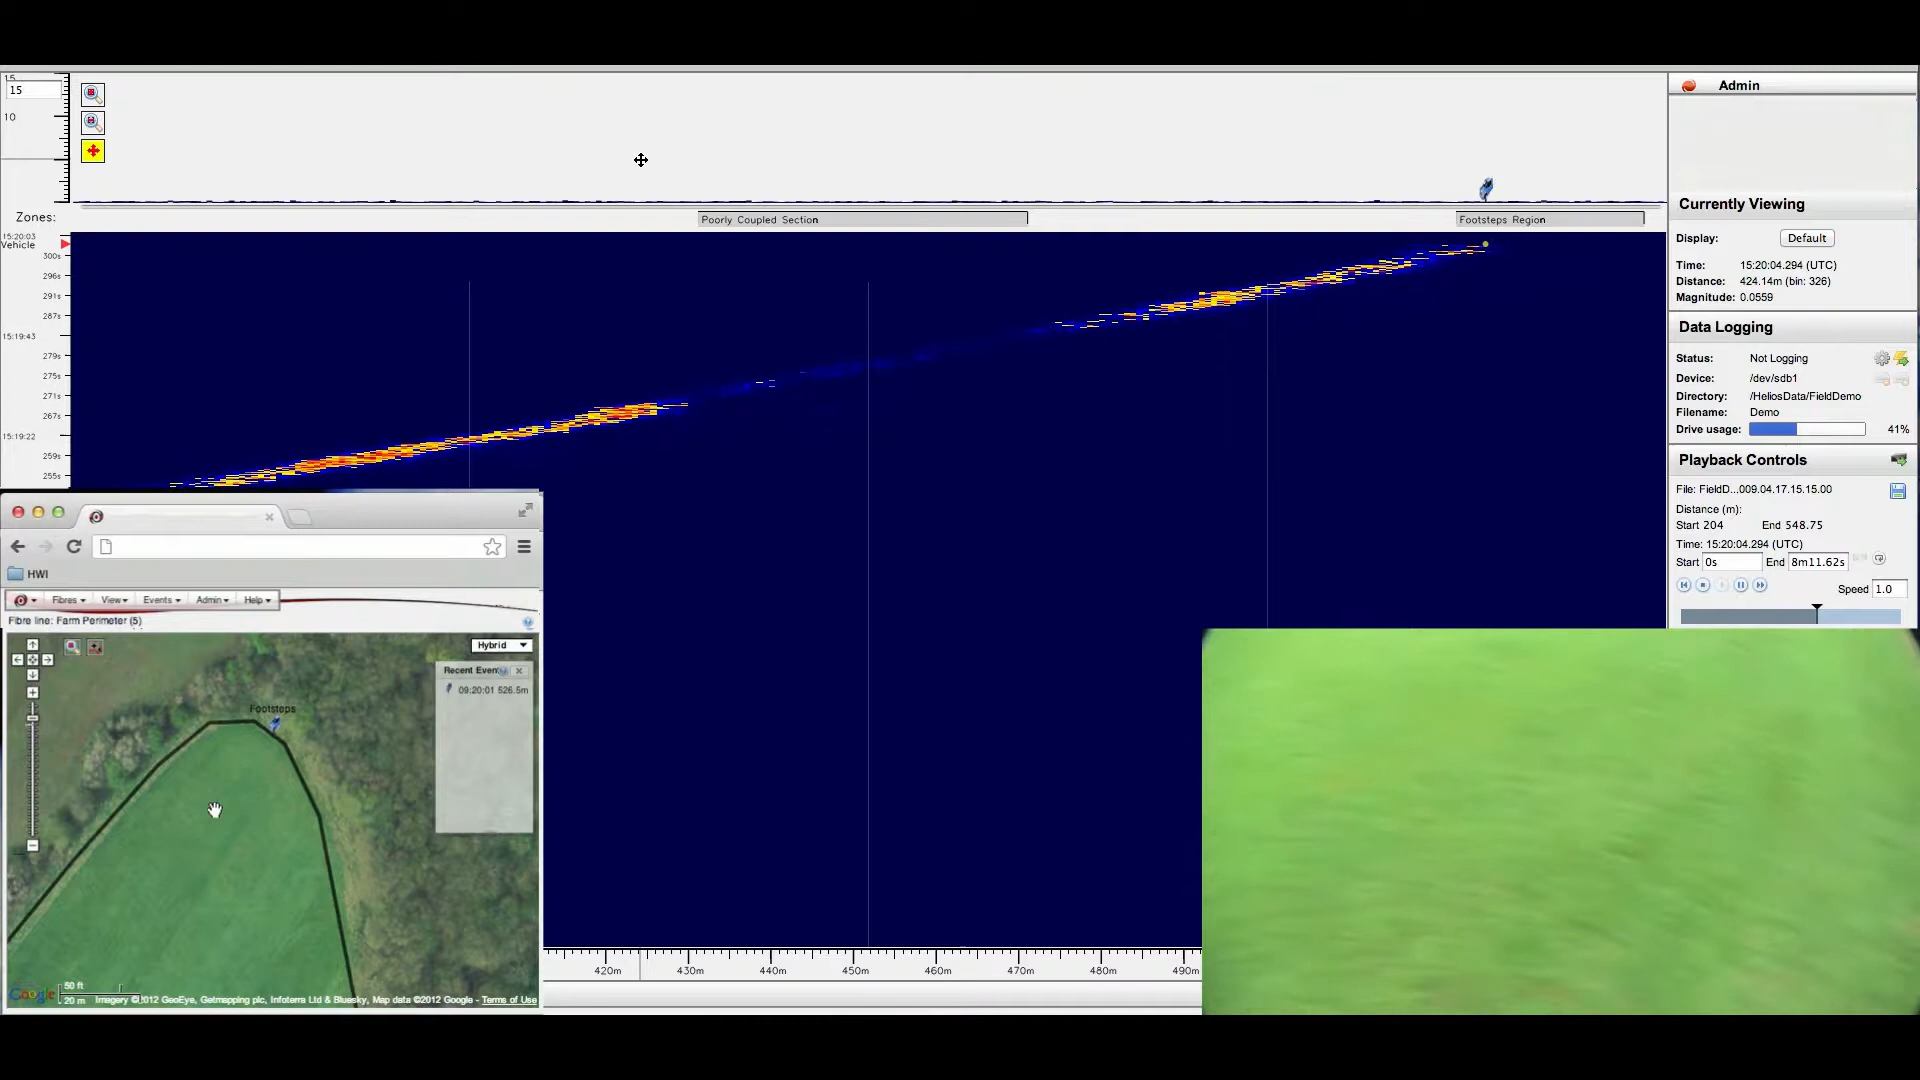 15
15
10
Zones:
Poorly Coupled Section
Footsteps Region
15:20:03
Vehicle
300s
296s
291s
287s
15:19:43
279s
275s
271s
267s
15:19:22
259s
255s
420m
430m
440m
450m
460m
470m
480m
490m
Admin
Currently Viewing
Display: Default
Time: 15:20:04.294 (UTC)
Distance: 424.14m (bin: 326)
Magnitude: 0.0559
Data Logging
Status: Not Logging
Device: /dev/sdb1
Directory: /HeliosData/FieldDemo
Filename: Demo
Drive usage: 41%
Playback Controls
File: FieldD...009.04.17.15.15.00
Distance (m):
Start 204 End 548.75
Time: 15:20:04.294 (UTC)
Start 0s End 8m11.62s
Speed 1.0
HWI
Fibres View Events Admin Help
Fibre line: Farm Perimeter (5)
Hybrid
Recent Even
09:20:01 526.5m
Footsteps
50 ft
20 m
Google
Imagery ©2012 GeoEye, Getmapping plc, Infoterra Ltd & Bluesky, Map data ©2012 Google - Terms of Use